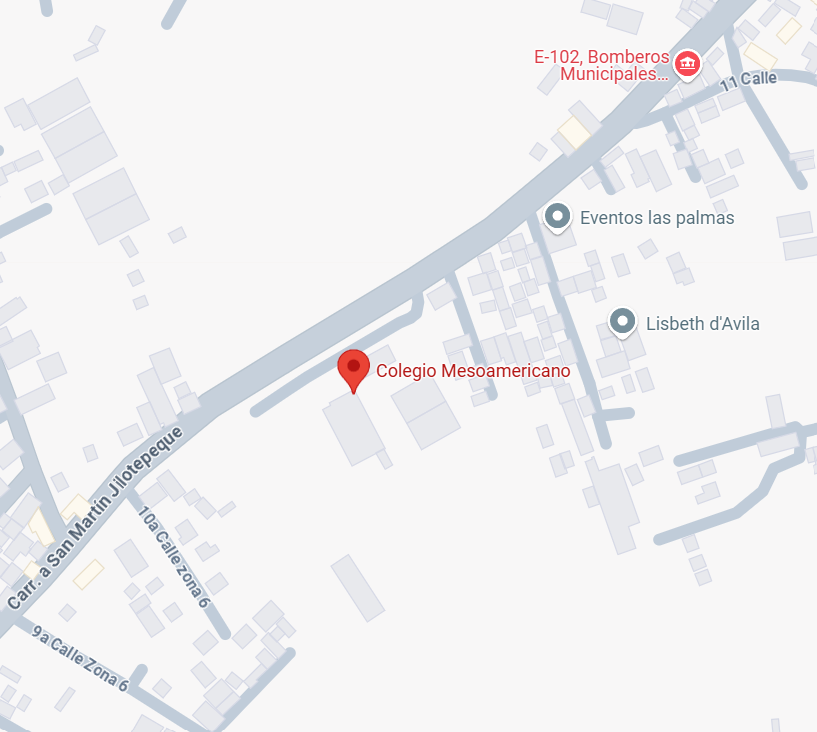 E-102, Bomberos
Municipales...
11 Calle
Eventos las palmas
Lisbeth d'Avila
Colegio Mesoamericano
Carr. a San Martín Jilotepeque
10a Calle zona 6
9a Calle Zona 6